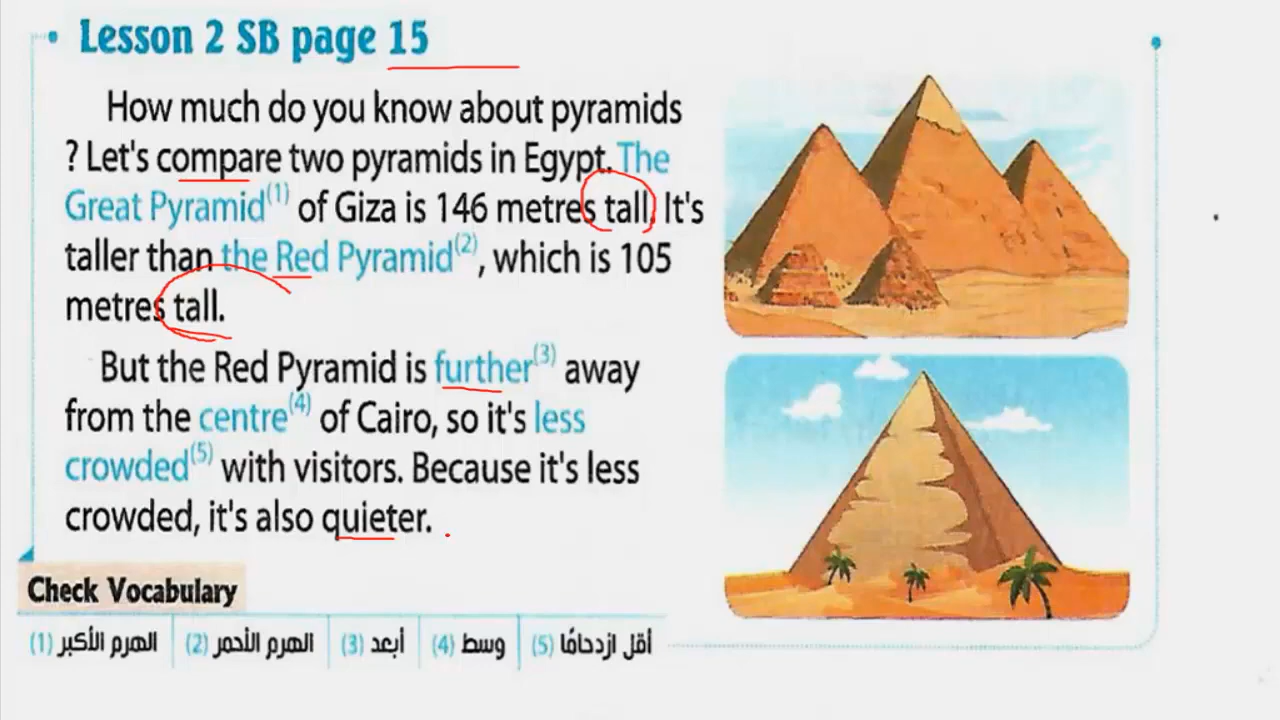 Lesson 2 SB page 15
How much do you know about pyramids
? Let's compare two pyramids in Egypt. The
Great Pyramid(1) of Giza is 146 metres tall. It's
taller than the Red Pyramid(2), which is 105
metres tall.
But the Red Pyramid is further(3) away
from the centre(4) of Cairo, so it's less
crowded(5) with visitors. Because it's less
crowded, it's also quieter.
Check Vocabulary
(1) الهرم الأكبر (2) الهرم الأحمر (3) أبعد (4) وسط (5) أقل ازدحامًا